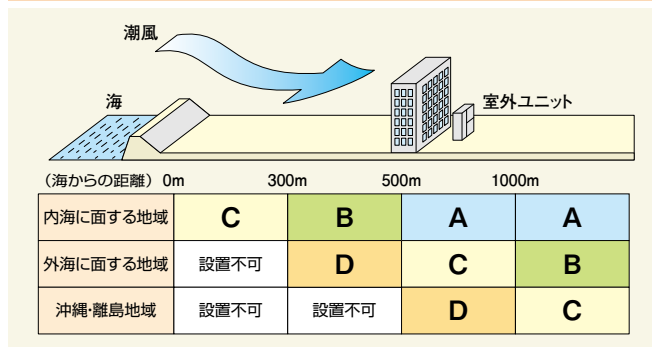 潮風
海
室外ユニット
(海からの距離) 0m 300m 500m 1000m
内海に面する地域 C B A A
外海に面する地域 設置不可 D C B
沖縄・離島地域 設置不可 設置不可 D C